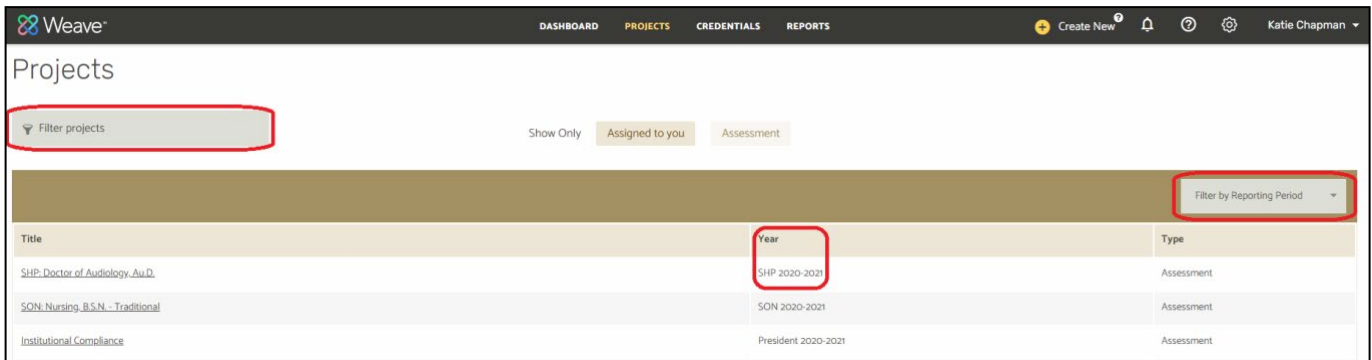 Weave
DASHBOARD PROJECTS CREDENTIALS REPORTS
+ Create New ? ? Katie Chapman
Projects
Filter projects
Show Only Assigned to you Assessment
Filter by Reporting Period
Title Year Type
SHP: Doctor of Audiology, Au.D. SHP 2020-2021 Assessment
SON: Nursing, B.S.N. - Traditional SON 2020-2021 Assessment
Institutional Compliance President 2020-2021 Assessment